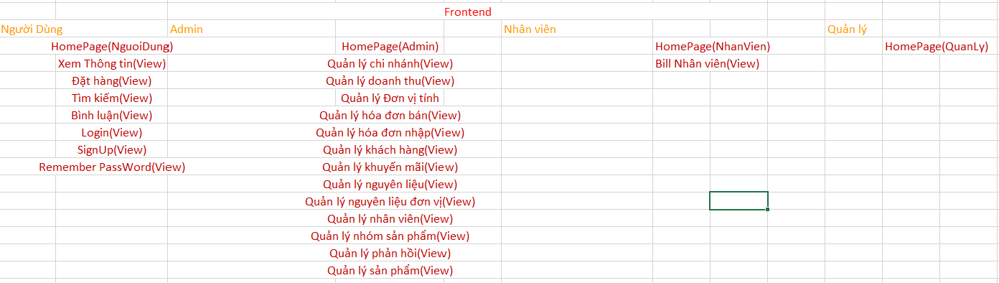 Frontend
Người Dùng Admin Nhân viên Quản lý
HomePage(NguoiDung) HomePage(Admin) HomePage(NhanVien) HomePage(QuanLy)
Xem Thông tin(View) Quản lý chi nhánh(View) Bill Nhân viên(View)
Đặt hàng(View) Quản lý doanh thu(View)
Tìm kiếm(View) Quản lý Đơn vị tính
Bình luận(View) Quản lý hóa đơn bán(View)
Login(View) Quản lý hóa đơn nhập(View)
SignUp(View) Quản lý khách hàng(View)
Remember PassWord(View) Quản lý khuyến mãi(View)
Quản lý nguyên liệu(View)
Quản lý nguyên liệu đơn vị(View)
Quản lý nhân viên(View)
Quản lý nhóm sản phẩm(View)
Quản lý phản hồi(View)
Quản lý sản phẩm(View)